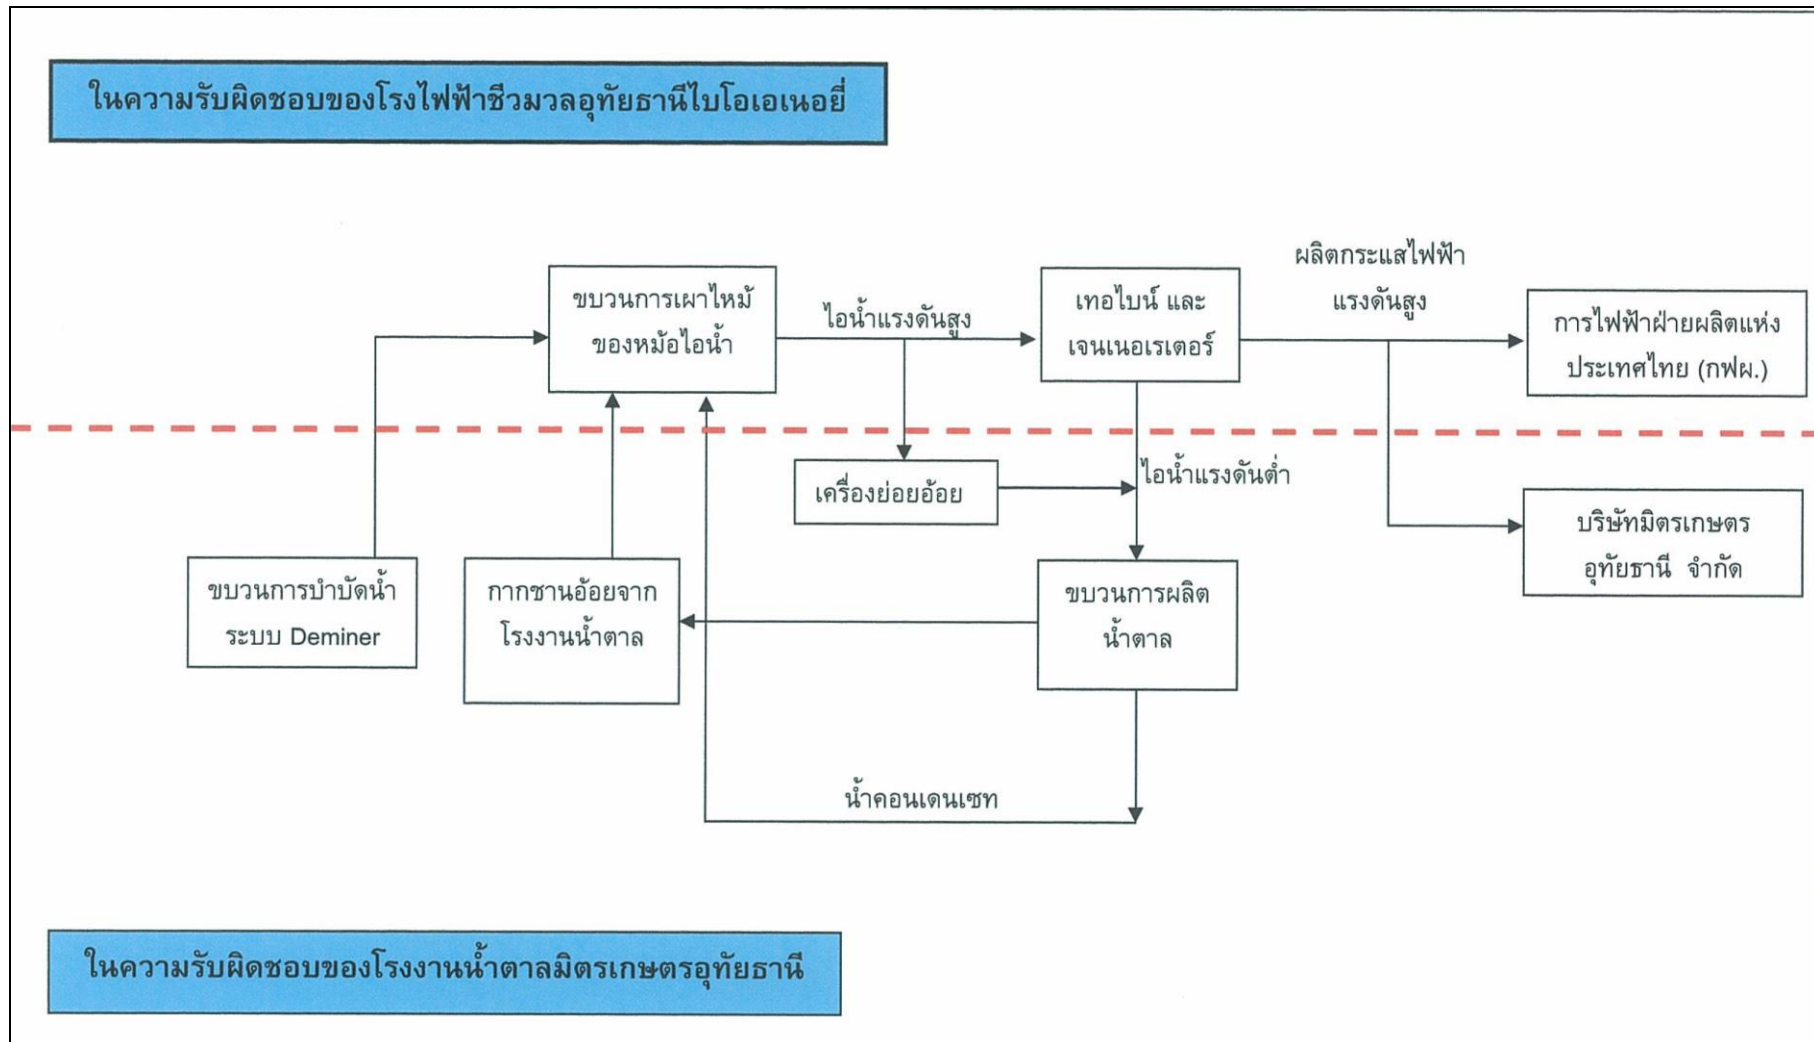 ในความรับผิดชอบของโรงไฟฟ้าชีวมวลอุทัยธานีไบโอเอเนอยี่
ขบวนการเผาไหม้
ของหม้อไอน้ำ
ไอน้ำแรงดันสูง
เทอไบน์ และ
เจนเนอเรเตอร์
ผลิตกระแสไฟฟ้า
แรงดันสูง
การไฟฟ้าฝ่ายผลิตแห่ง
ประเทศไทย (กฟผ.)
เครื่องย่อยอ้อย
ไอน้ำแรงดันต่ำ
บริษัทมิตรเกษตร
อุทัยธานี จำกัด
ขบวนการบำบัดน้ำ
ระบบ Deminer
กากชานอ้อยจาก
โรงงานน้ำตาล
ขบวนการผลิต
น้ำตาล
น้ำคอนเดนเซท
ในความรับผิดชอบของโรงงานน้ำตาลมิตรเกษตรอุทัยธานี